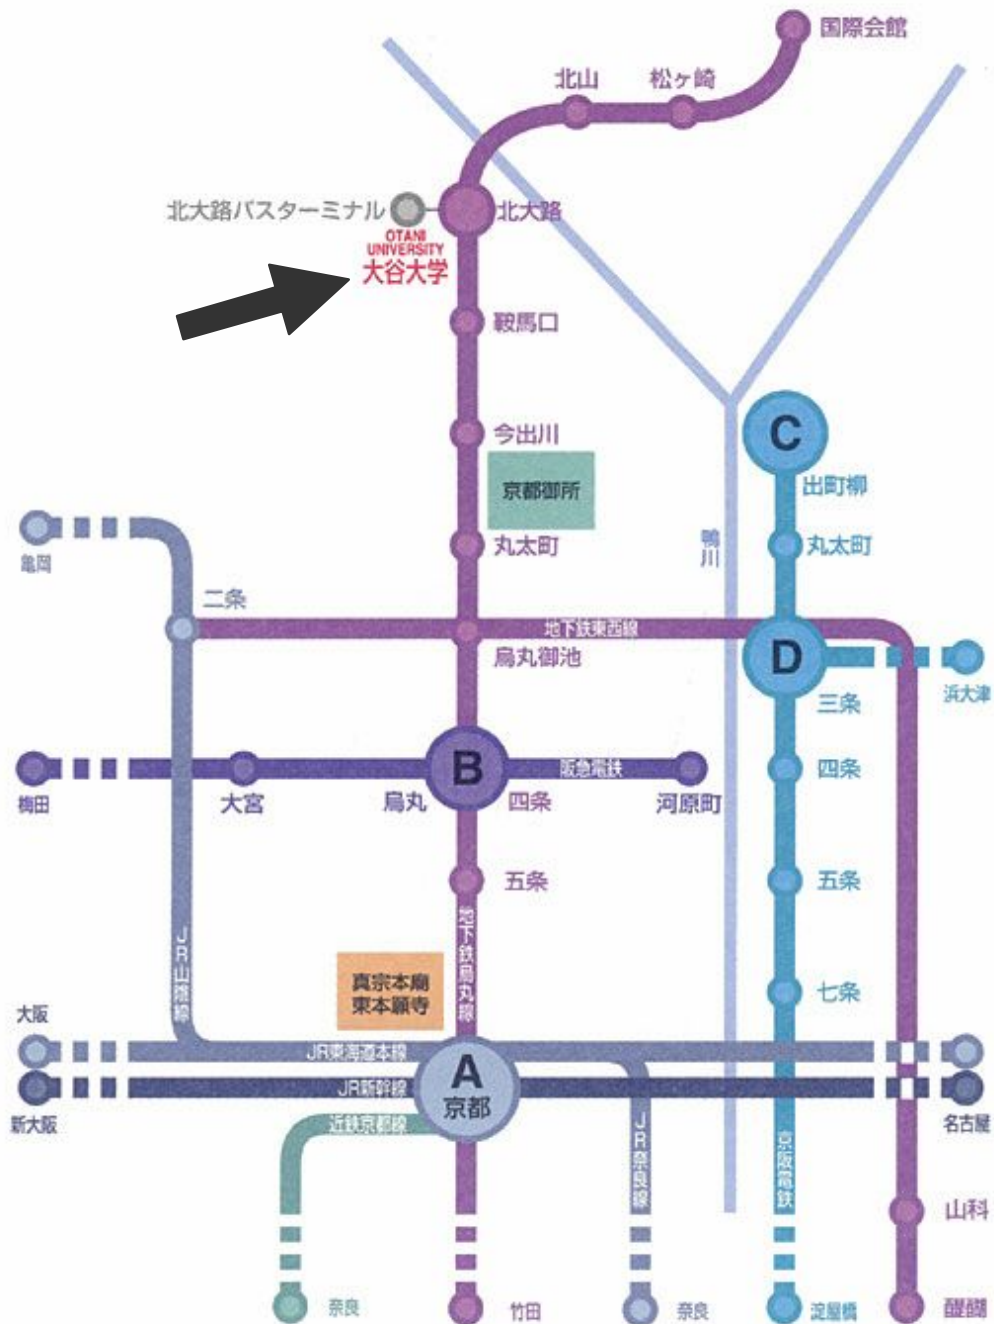 国際会館
北山
松ヶ崎
北大路バスターミナル
北大路
OTANI
UNIVERSITY
大谷大学
鞍馬口
今出川
C
京都御所
出町柳
亀岡
丸太町
鴨川
丸太町
二条
地下鉄東西線
烏丸御池
D
浜大津
三条
B
阪急電鉄
四条
梅田
大宮
烏丸
四条
河原町
五条
五条
地下鉄烏丸線
JR山陰線
真宗本廟
東本願寺
七条
大阪
JR東海道本線
A
京都
JR新幹線
新大阪
近鉄京都線
JR奈良線
京阪電鉄
名古屋
山科
奈良
竹田
奈良
淀屋橋
醍醐